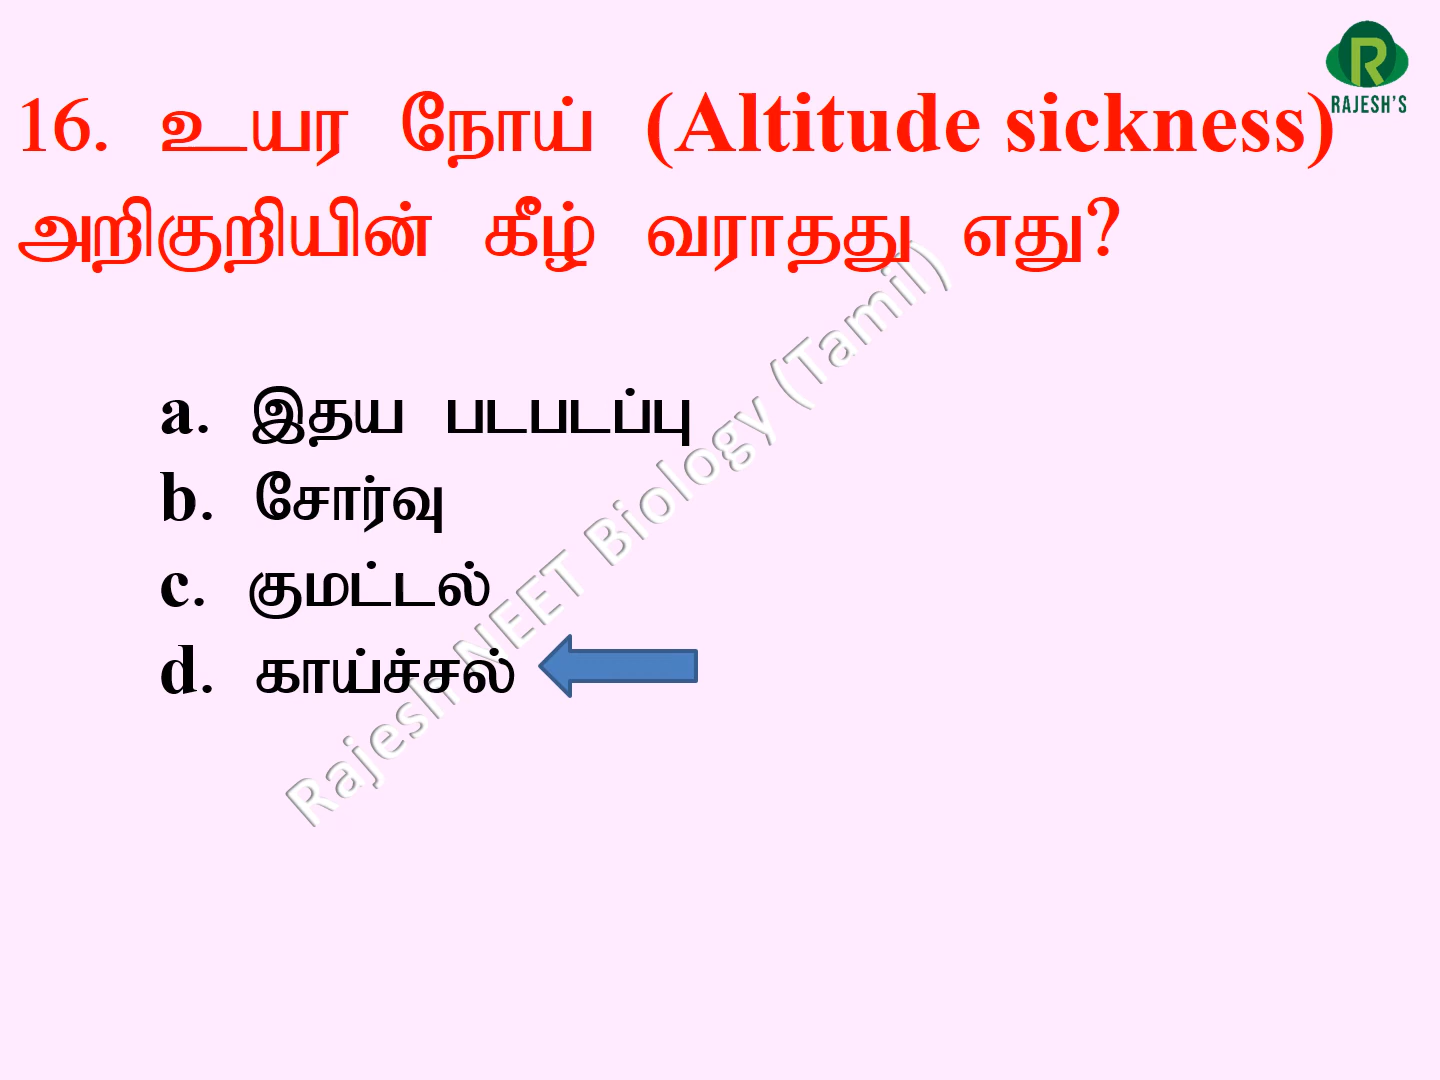 R
RAJESH'S
16. உயர நோய் (Altitude sickness)
அறிகுறியின் கீழ் வராதது எது?
a. இதய படபடப்பு
b. சோர்வு
c. குமட்டல்
d. காய்ச்சல்
Rajesh NEET Biology (Tamil)